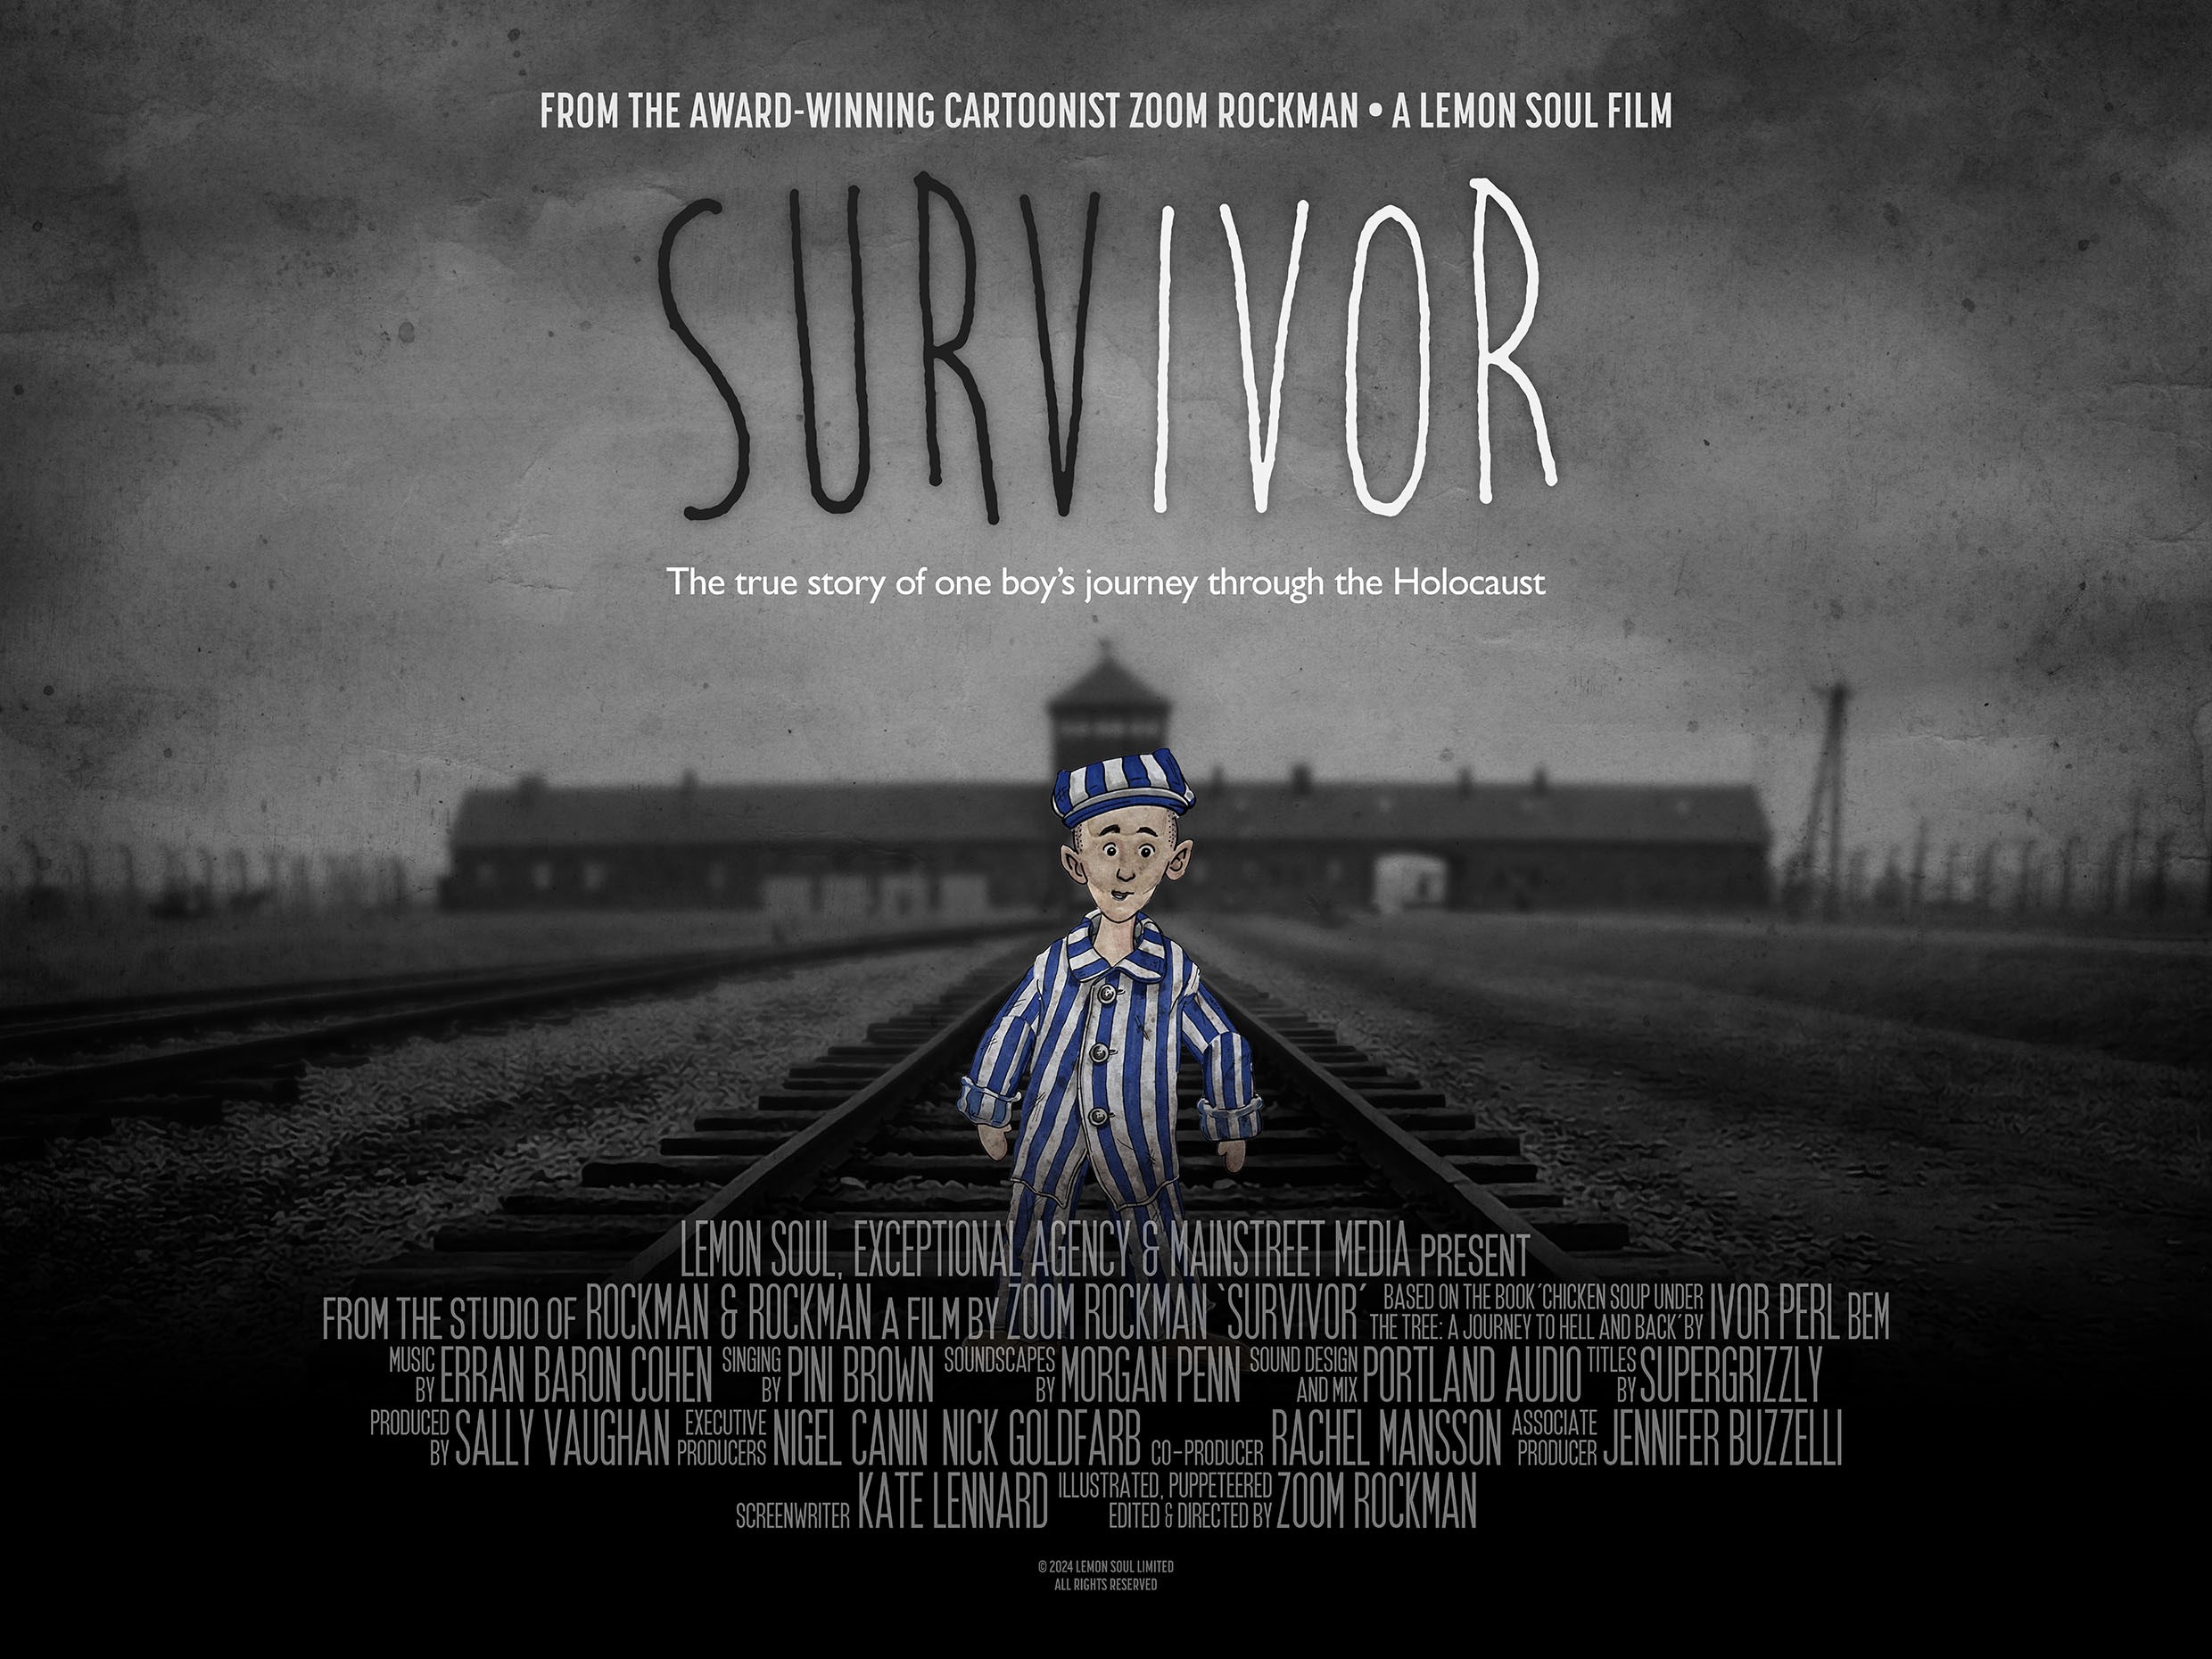 FROM THE AWARD-WINNING CARTOONIST ZOOM ROCKMAN • A LEMON SOUL FILM
SURVIVOR
The true story of one boy's journey through the Holocaust
LEMON SOUL, EXCEPTIONAL AGENCY & MAINSTREET MEDIA PRESENT
FROM THE STUDIO OF ROCKMAN & ROCKMAN A FILM BY ZOOM ROCKMAN `SURVIVOR´ BASED ON THE BOOK ´CHICKEN SOUP UNDER THE TREE: A JOURNEY TO HELL AND BACK´ BY IVOR PERL BEM
MUSIC BY ERRAN BARON COHEN SINGING BY PINI BROWN SOUNDSCAPES BY MORGAN PENN SOUND DESIGN AND MIX PORTLAND AUDIO TITLES BY SUPERGRIZZLY
PRODUCED BY SALLY VAUGHAN EXECUTIVE PRODUCERS NIGEL CANIN NICK GOLDFARB CO-PRODUCER RACHEL MANSSON ASSOCIATE PRODUCER JENNIFER BUZZELLI
SCREENWRITER KATE LENNARD ILLUSTRATED, PUPPETEERED EDITED & DIRECTED BY ZOOM ROCKMAN
© 2024 LEMON SOUL LIMITED
ALL RIGHTS RESERVED